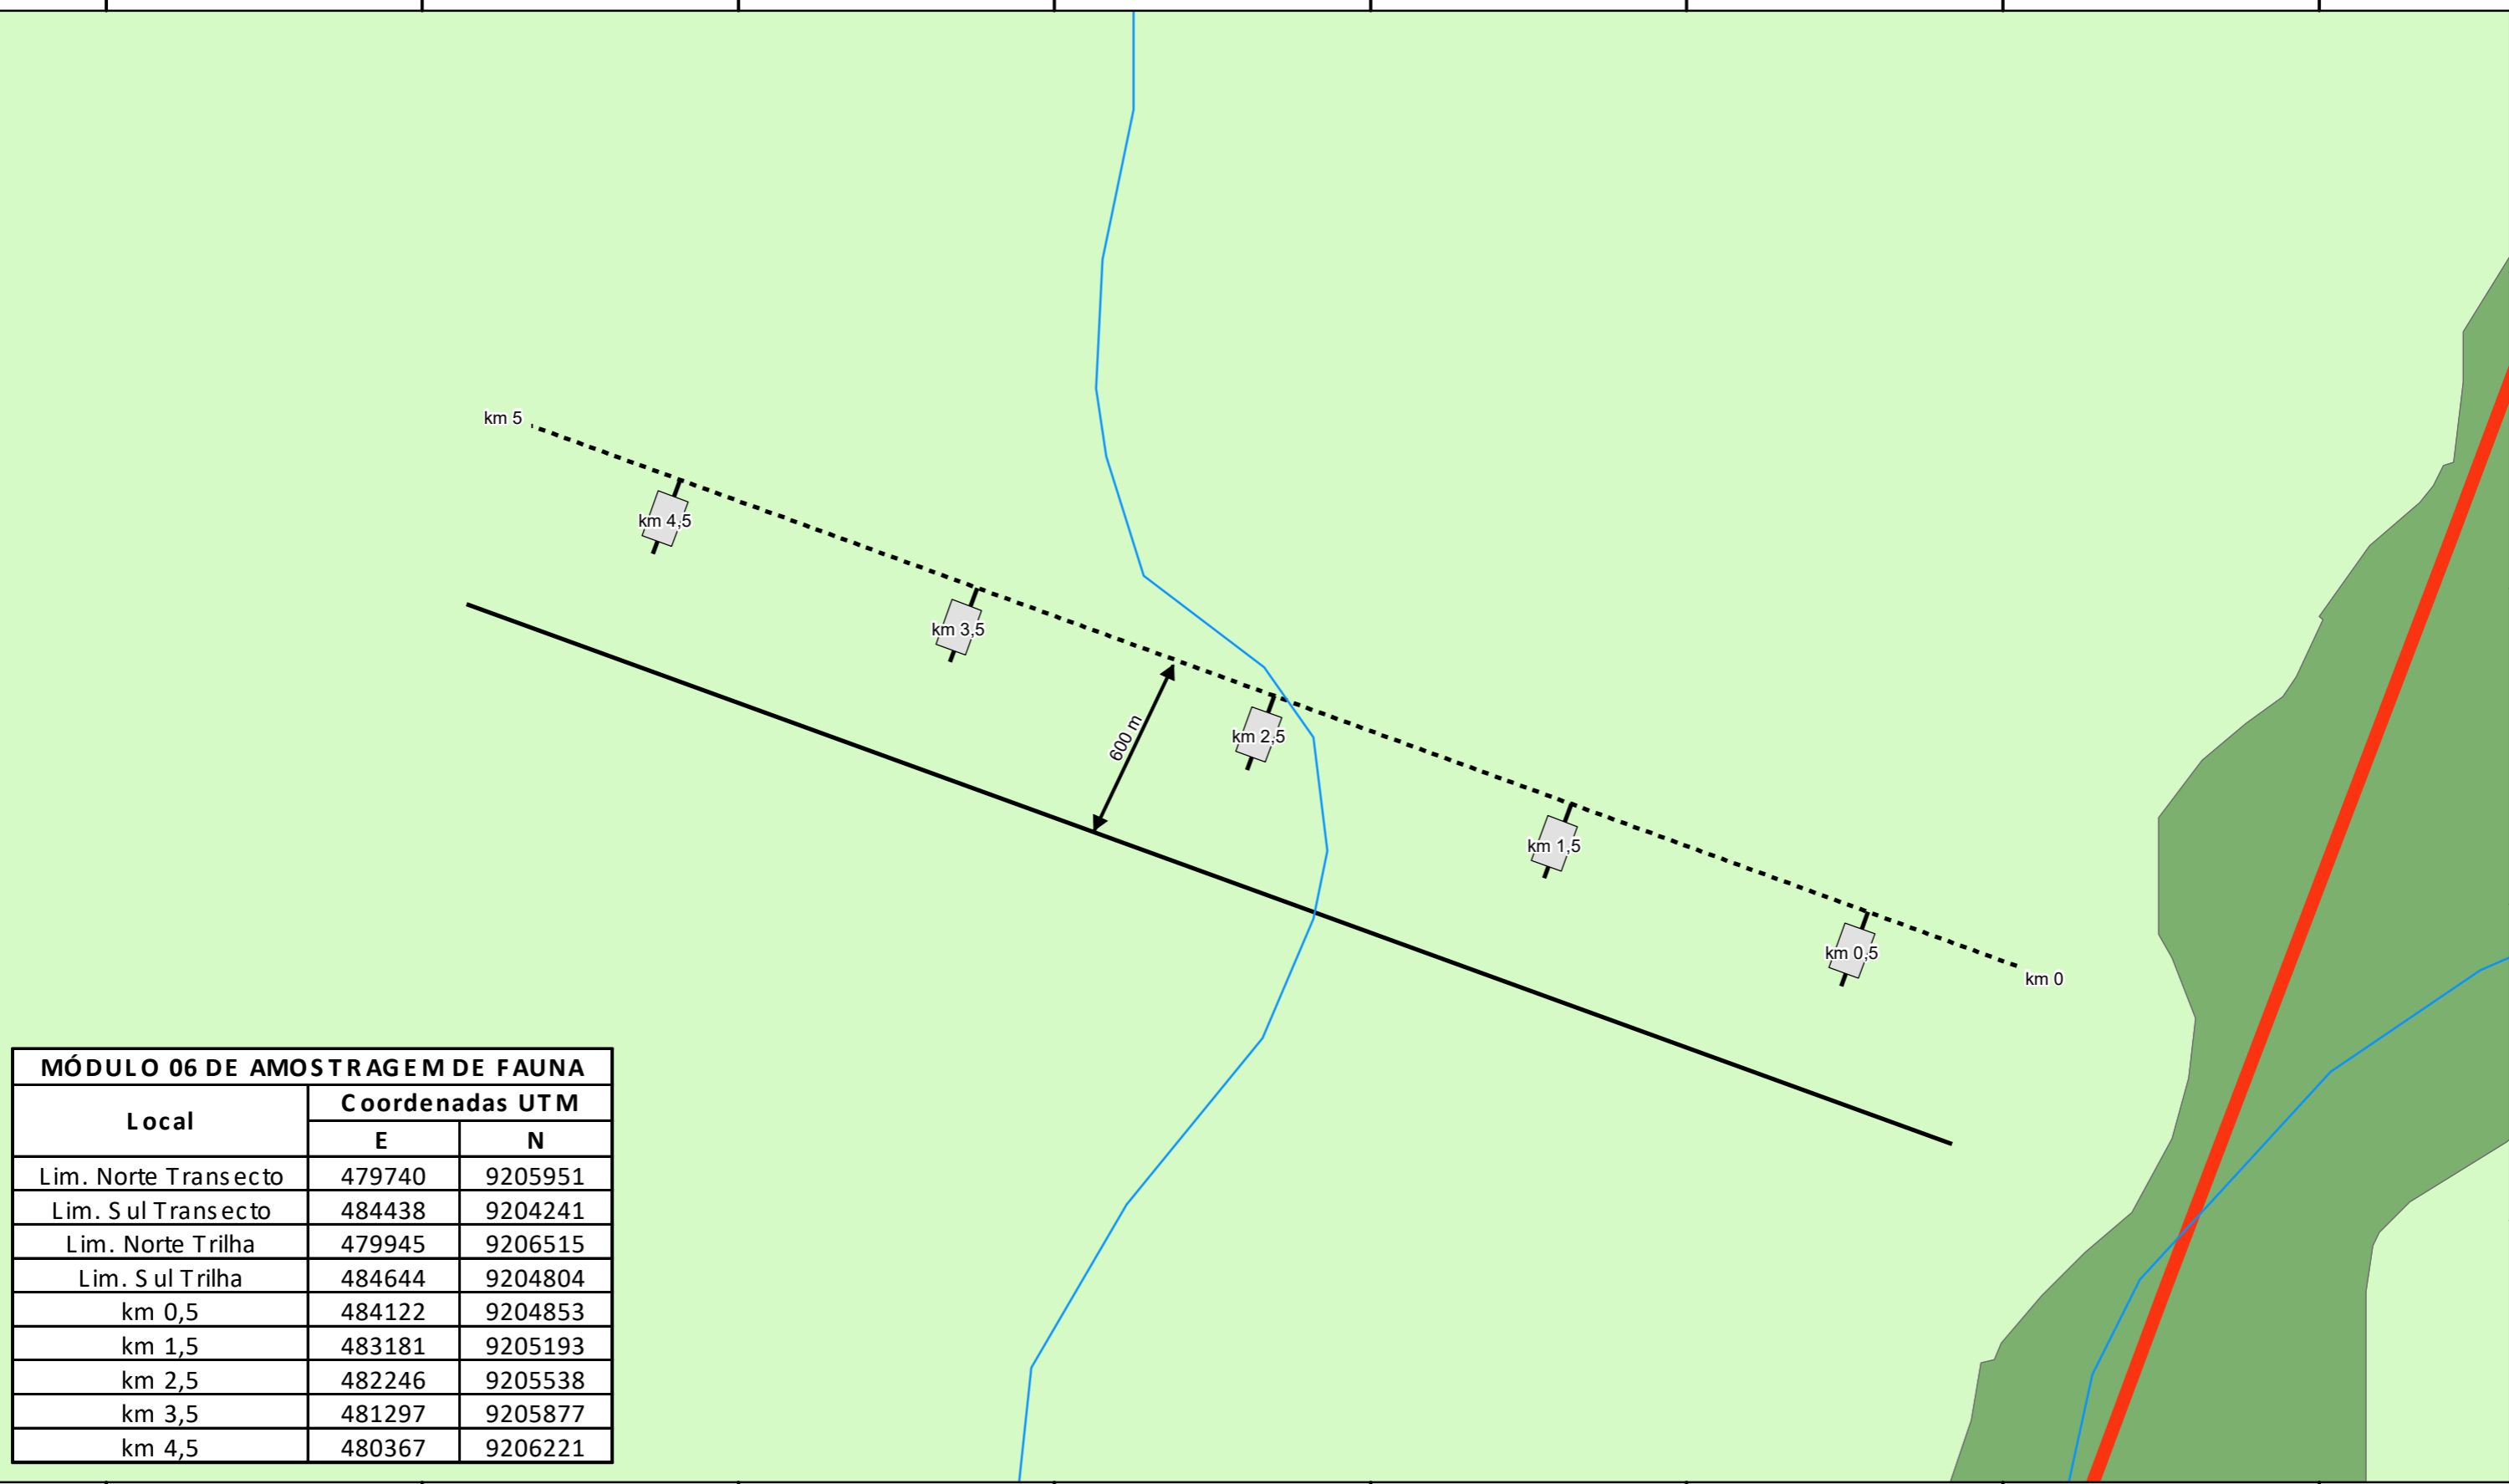 km 5
km 4,5
km 3,5
600 m
km 2,5
km 1,5
km 0,5
km 0
MÓDULO 06 DE AMOSTRAGEM DE FAUNA
Local
Coordenadas UTM
E N
Lim. Norte Transecto 479740 9205951
Lim. Sul Transecto 484438 9204241
Lim. Norte Trilha 479945 9206515
Lim. Sul Trilha 484644 9204804
km 0,5 484122 9204853
km 1,5 483181 9205193
km 2,5 482246 9205538
km 3,5 481297 9205877
km 4,5 480367 9206221